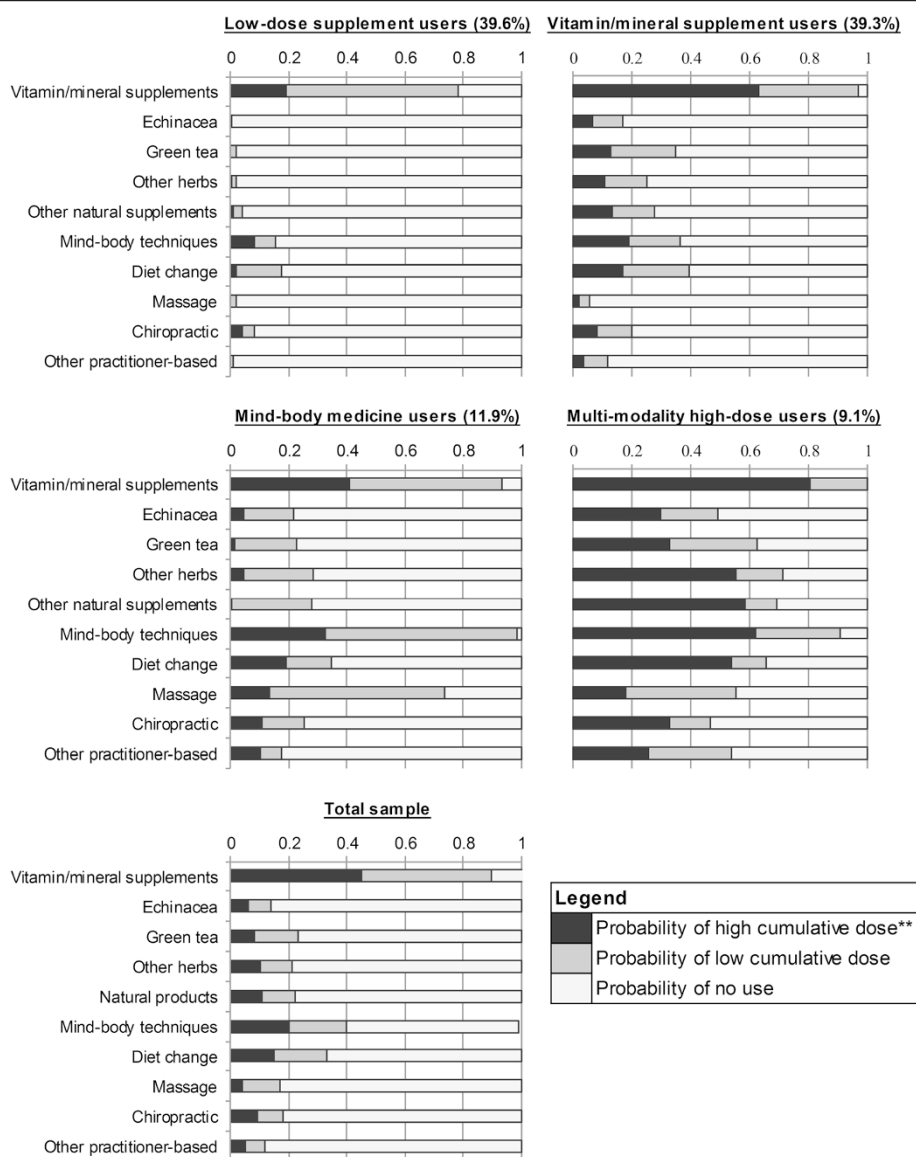 Low-dose supplement users (39.6%)
0 0.2 0.4 0.6 0.8 1
Vitamin/mineral supplements
Echinacea
Green tea
Other herbs
Other natural supplements
Mind-body techniques
Diet change
Massage
Chiropractic
Other practitioner-based
Vitamin/mineral supplement users (39.3%)
0 0.2 0.4 0.6 0.8 1
Mind-body medicine users (11.9%)
0 0.2 0.4 0.6 0.8 1
Vitamin/mineral supplements
Echinacea
Green tea
Other herbs
Other natural supplements
Mind-body techniques
Diet change
Massage
Chiropractic
Other practitioner-based
Multi-modality high-dose users (9.1%)
0 0.2 0.4 0.6 0.8 1
Total sample
0 0.2 0.4 0.6 0.8 1
Vitamin/mineral supplements
Echinacea
Green tea
Other herbs
Natural products
Mind-body techniques
Diet change
Massage
Chiropractic
Other practitioner-based
Legend
Probability of high cumulative dose**
Probability of low cumulative dose
Probability of no use